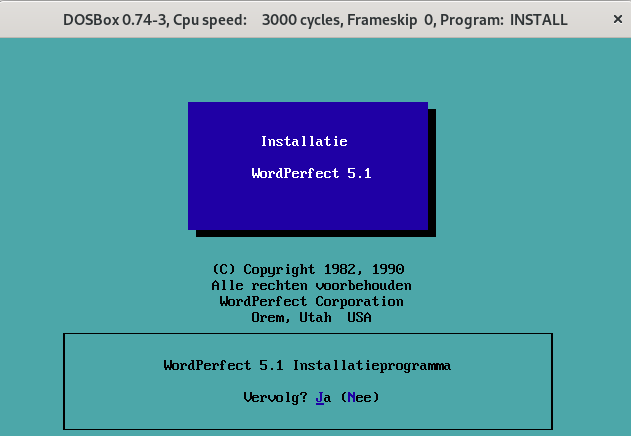 DOSBox 0.74-3, Cpu speed: 3000 cycles, Frameskip 0, Program: INSTALL ×
Installatie
WordPerfect 5.1
(C) Copyright 1982, 1990
Alle rechten voorbehouden
WordPerfect Corporation
Orem, Utah USA
WordPerfect 5.1 Installatieprogramma
Vervolg? Ja (Nee)